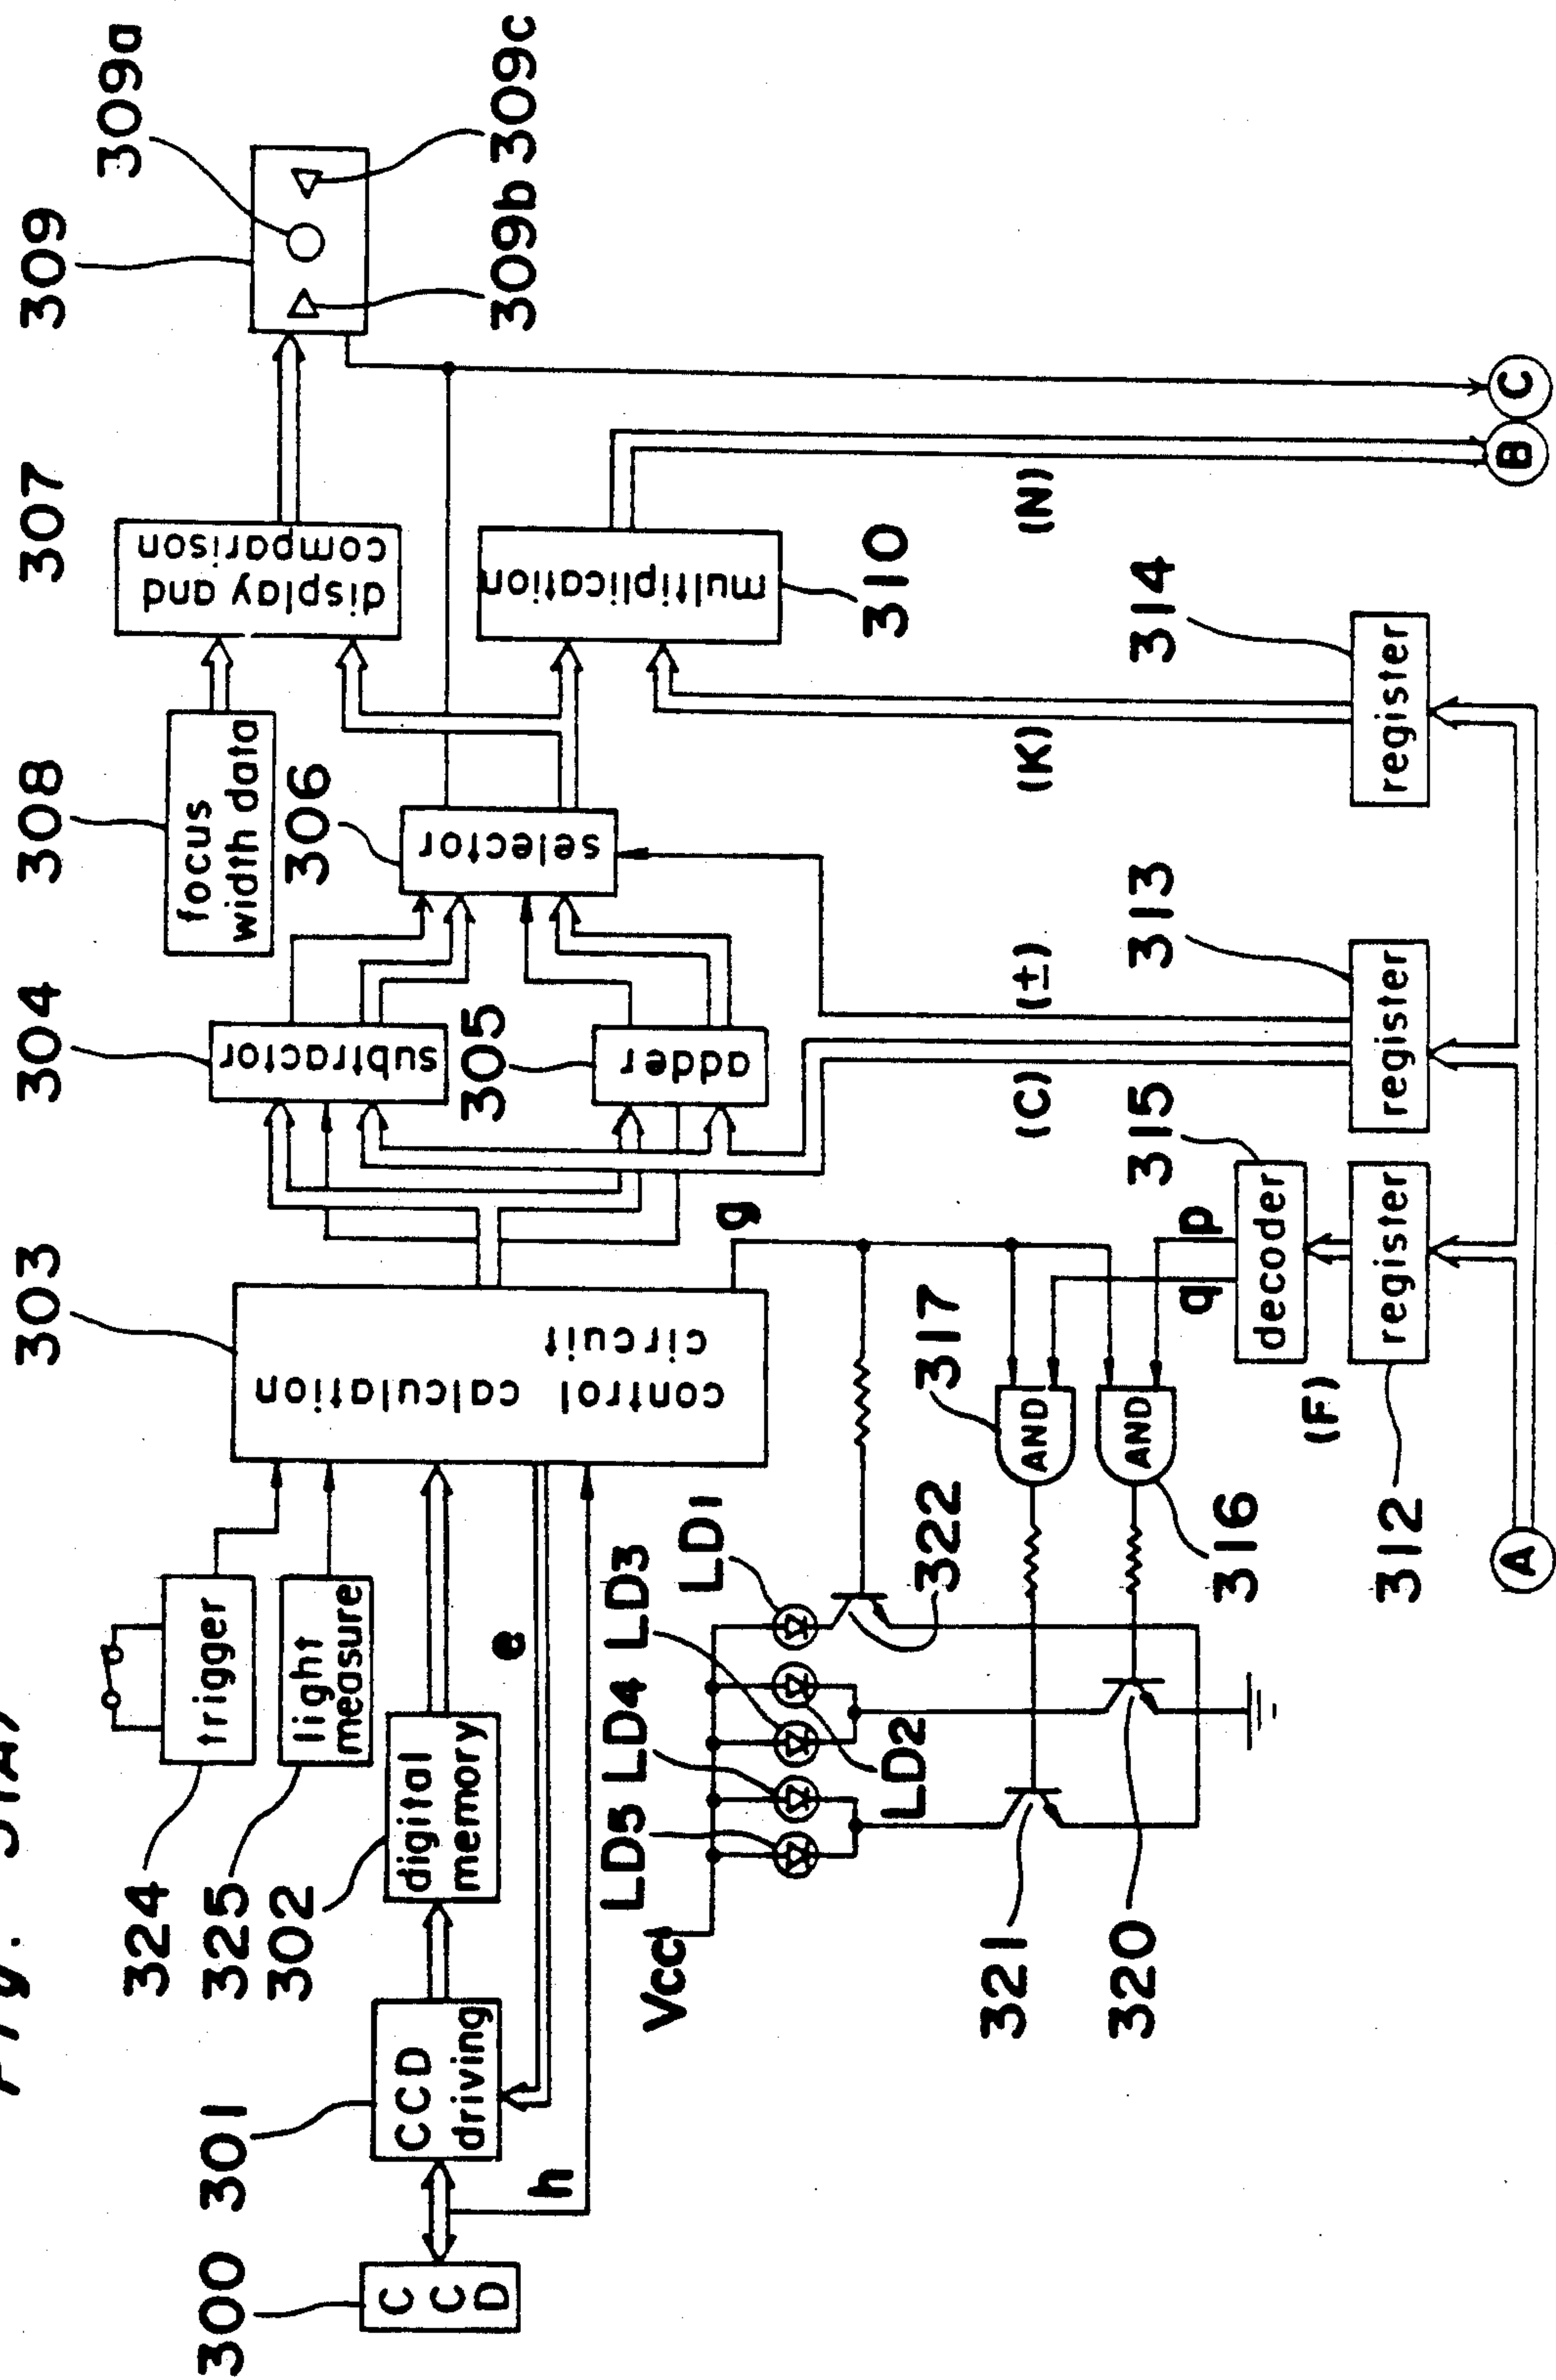 300
C
C
D
301
CCD
driving
302
digital
memory
324
trigger
325
light
measure
e
h
303
control calculation
circuit
g
304
subtractor
305
adder
306
selector
308
focus
width data
307
display and
comparison
309
309a
309b
309c
multiplication
310
(N)
(K)
(±)
(C)
Vcc
LD1
LD2
LD3
LD4
LD5
321
320
322
317
AND
316
AND
q
p
315
decoder
(F)
312
register
313
register
314
register
A
B
C